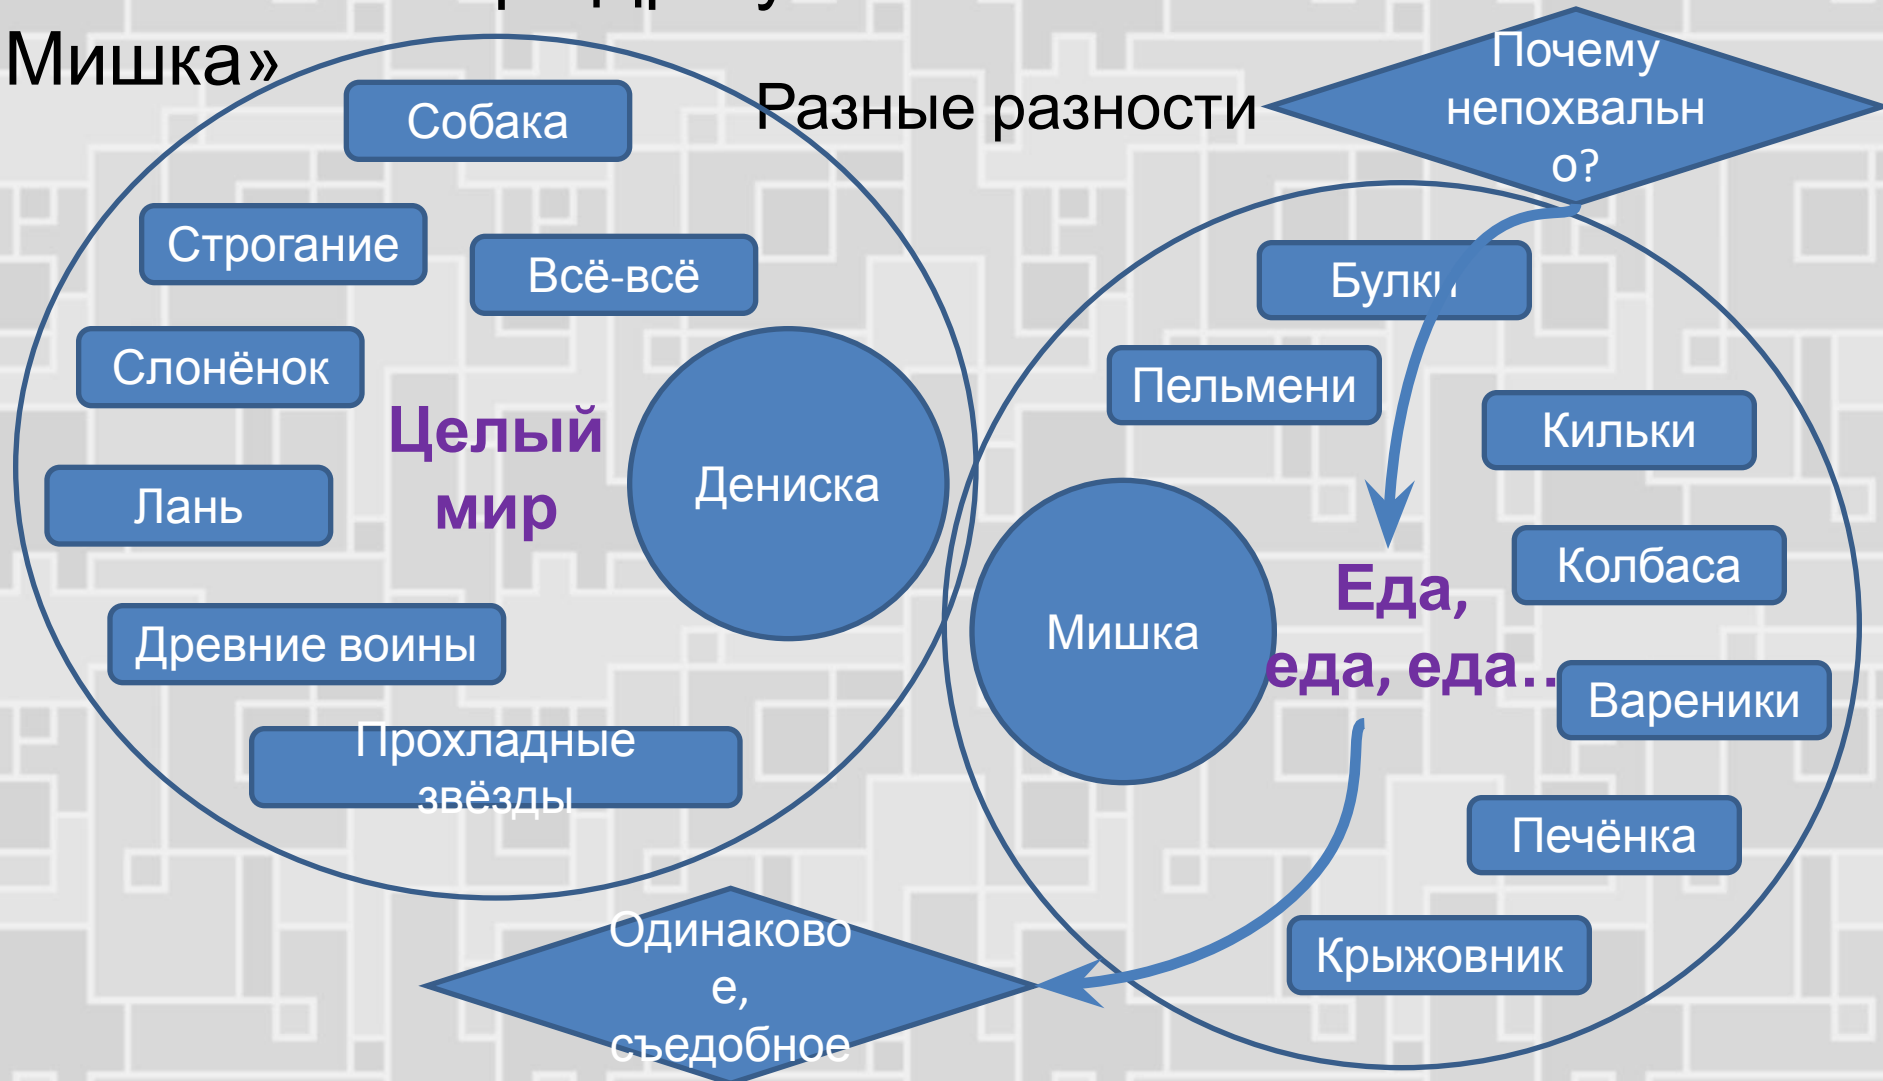 Мишка»
Разные разности
Почему
непохвальн
о?
Собака
Строгание
Всё-всё
Слонёнок
Целый
мир
Лань
Дениска
Древние воины
Прохладные
звёзды
Булки
Пельмени
Кильки
Колбаса
Мишка
Еда,
еда, еда..
Вареники
Печёнка
Крыжовник
Одинаково
е,
съедобное